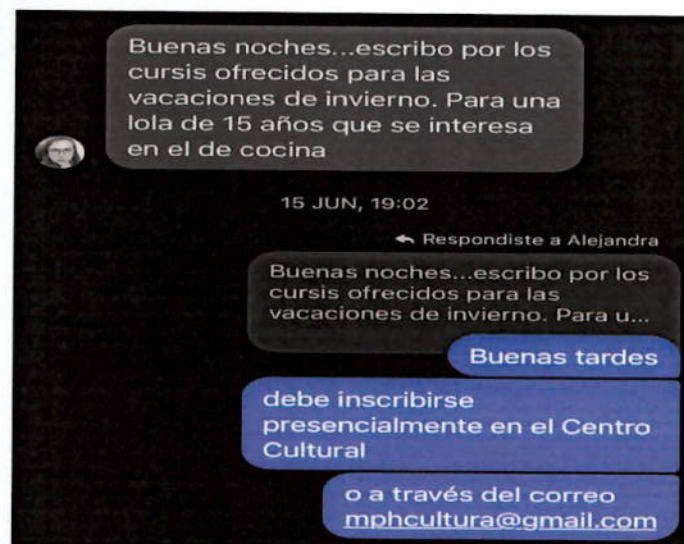 Buenas noches...escribo por los
cursis ofrecidos para las
vacaciones de invierno. Para una
lola de 15 años que se interesa
en el de cocina
15 JUN, 19:02
Respondiste a Alejandra
Buenas noches...escribo por los
cursis ofrecidos para las
vacaciones de invierno. Para u...
Buenas tardes
debe inscribirse
presencialmente en el Centro
Cultural
o a través del correo
mphcultura@gmail.com